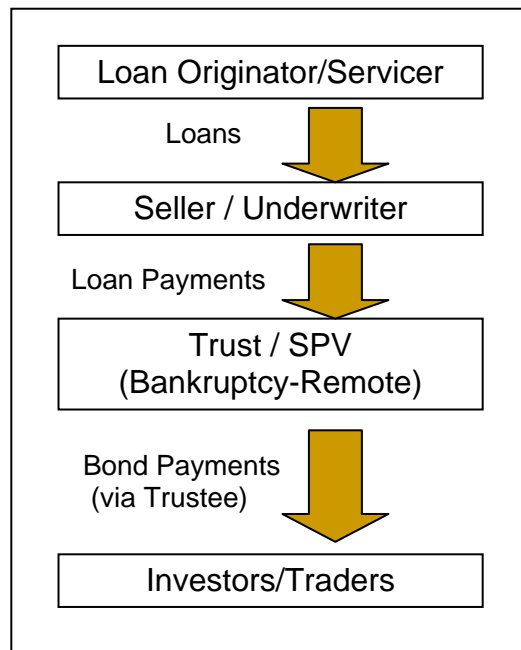 Loan Originator/Servicer
Loans
Seller / Underwriter
Loan Payments
Trust / SPV
(Bankruptcy-Remote)
Bond Payments
(via Trustee)
Investors/Traders